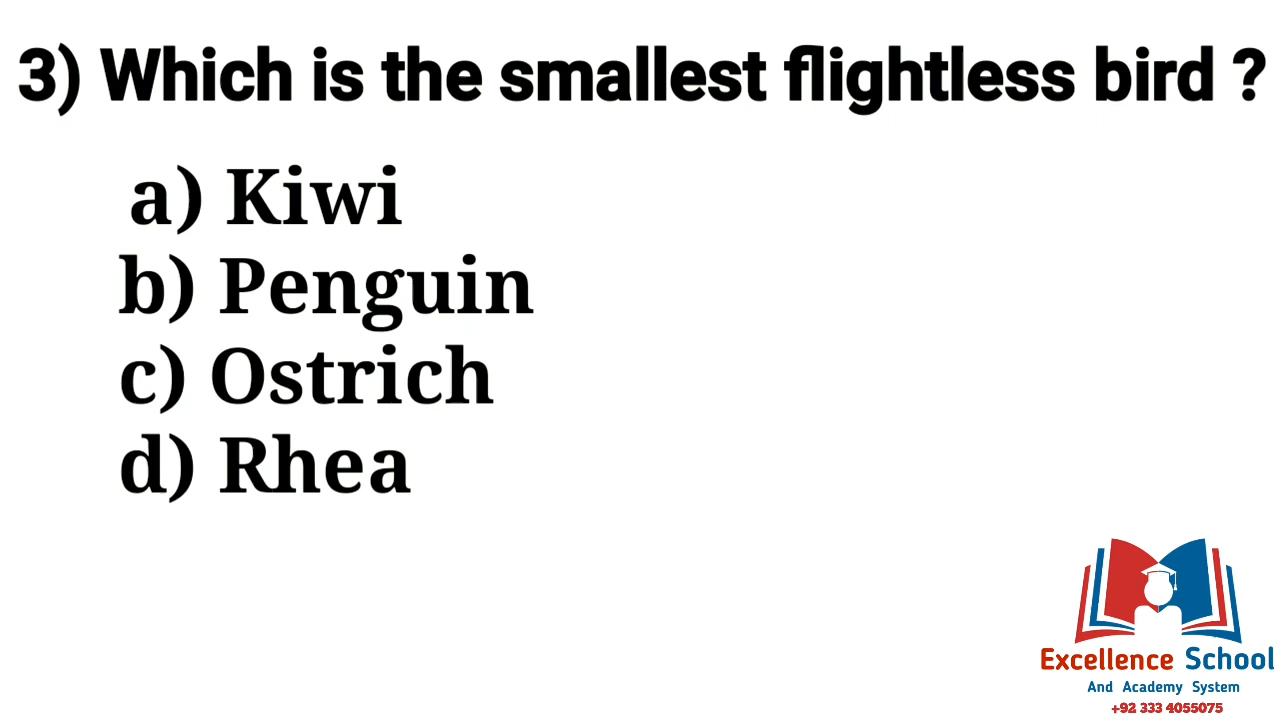 3) Which is the smallest flightless bird ?
a) Kiwi
b) Penguin
c) Ostrich
d) Rhea
Excellence School
And Academy System
+92 333 4055075